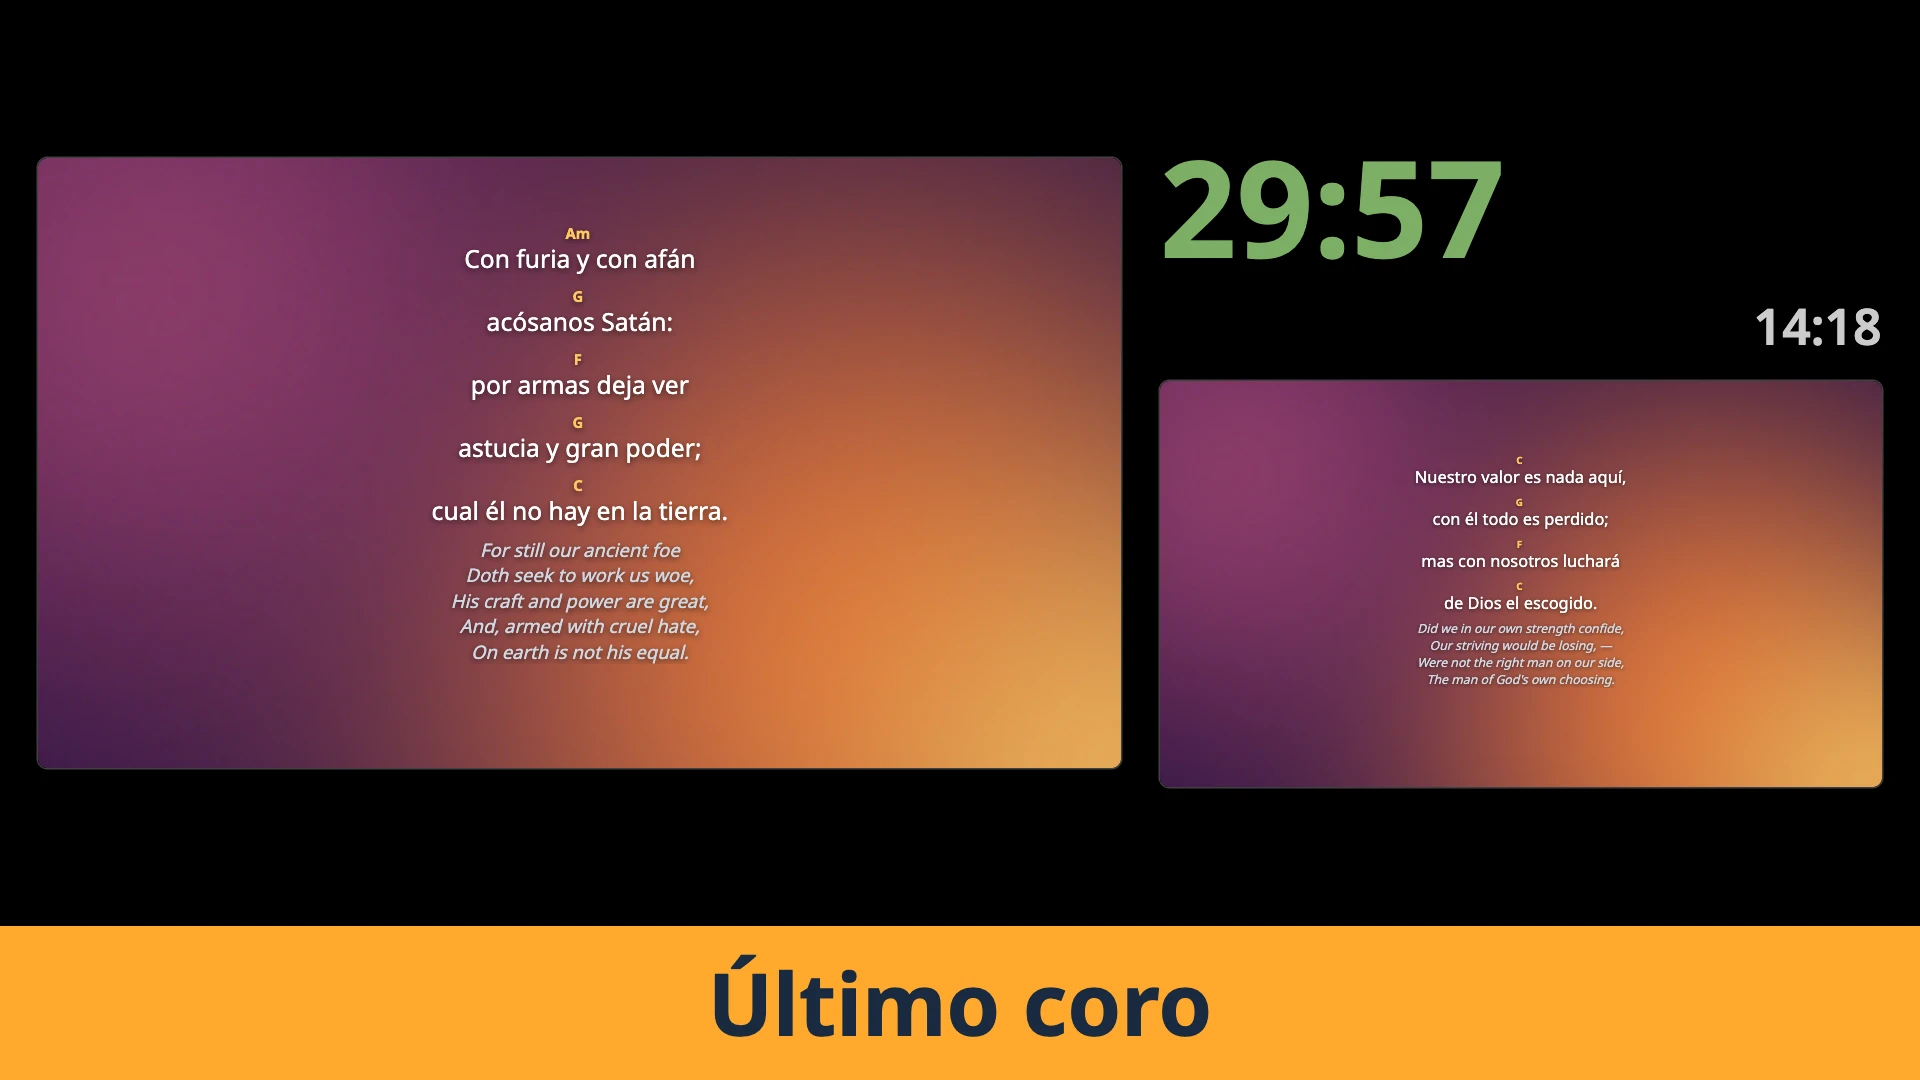 Am
Con furia y con afán
G
acósanos Satán:
F
por armas deja ver
G
astucia y gran poder;
C
cual él no hay en la tierra.
For still our ancient foe
Doth seek to work us woe,
His craft and power are great,
And, armed with cruel hate,
On earth is not his equal.
29:57
14:18
C
Nuestro valor es nada aquí,
G
con él todo es perdido;
F
mas con nosotros luchará
C
de Dios el escogido.
Did we in our own strength confide,
Our striving would be losing, —
Were not the right man on our side,
The man of God's own choosing.
Último coro